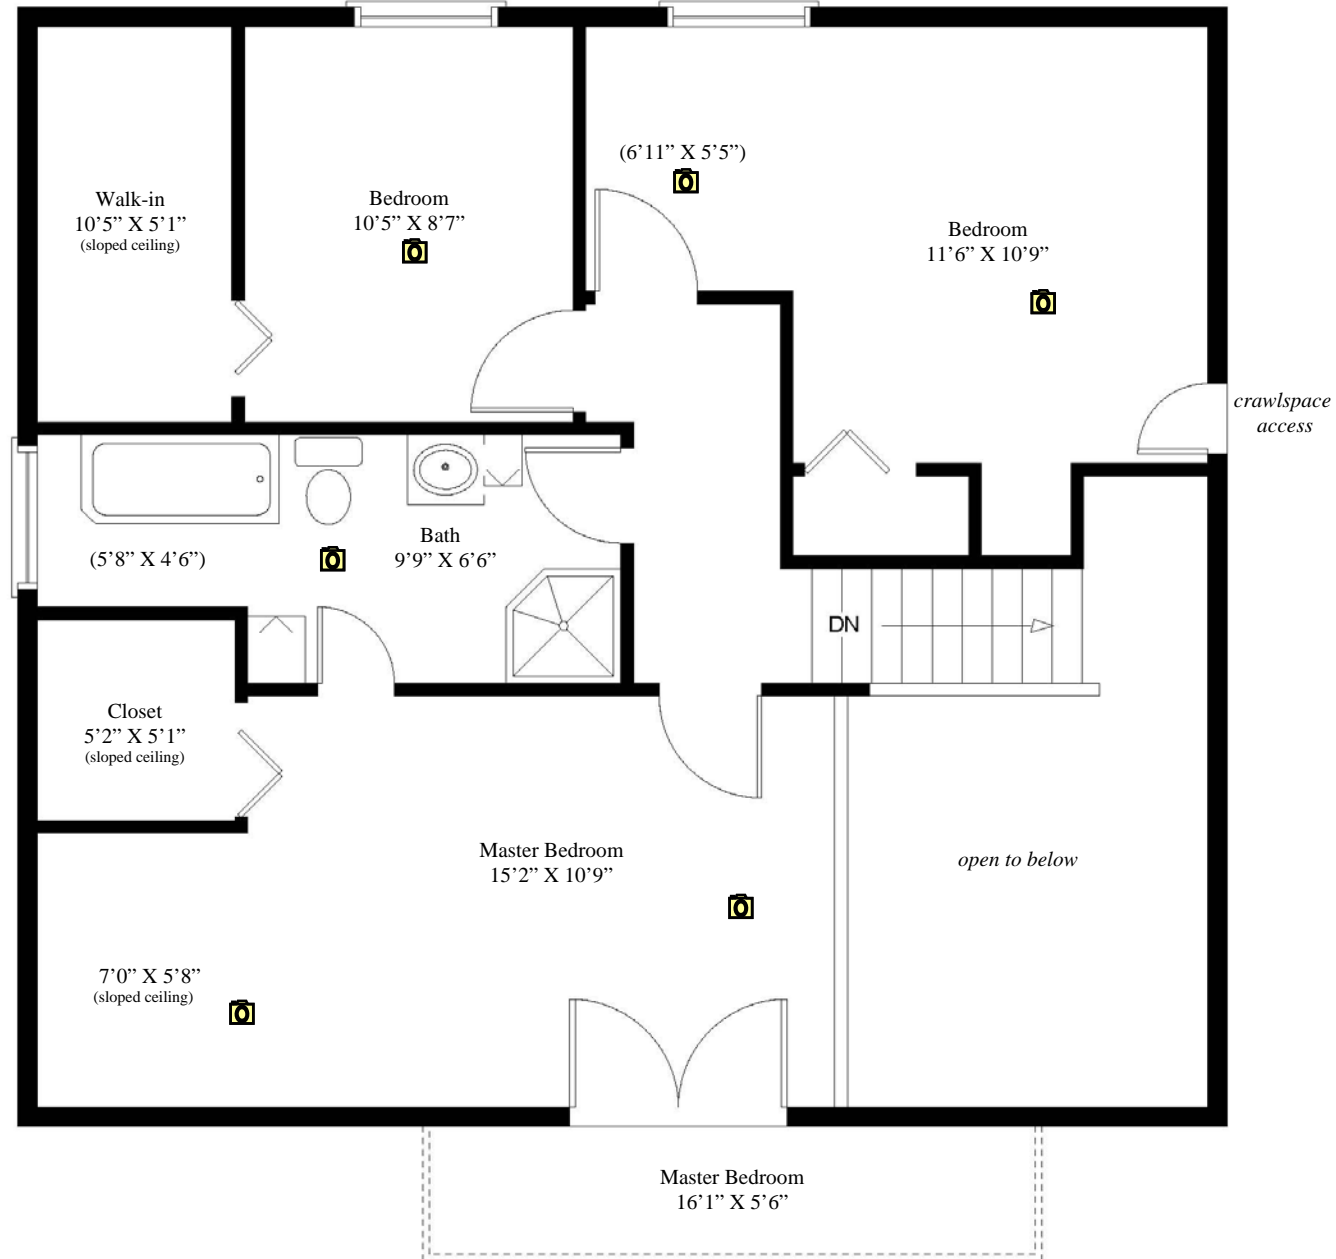 (6’11” X 5’5”)
Walk-in
10’5” X 5’1”
(sloped ceiling)
Bedroom
10’5” X 8’7”
Bedroom
11’6” X 10’9”
crawlspace
access
Bath
9’9” X 6’6”
(5’8” X 4’6”)
DN
Closet
5’2” X 5’1”
(sloped ceiling)
Master Bedroom
15’2” X 10’9”
open to below
7’0” X 5’8”
(sloped ceiling)
Master Bedroom
16’1” X 5’6”